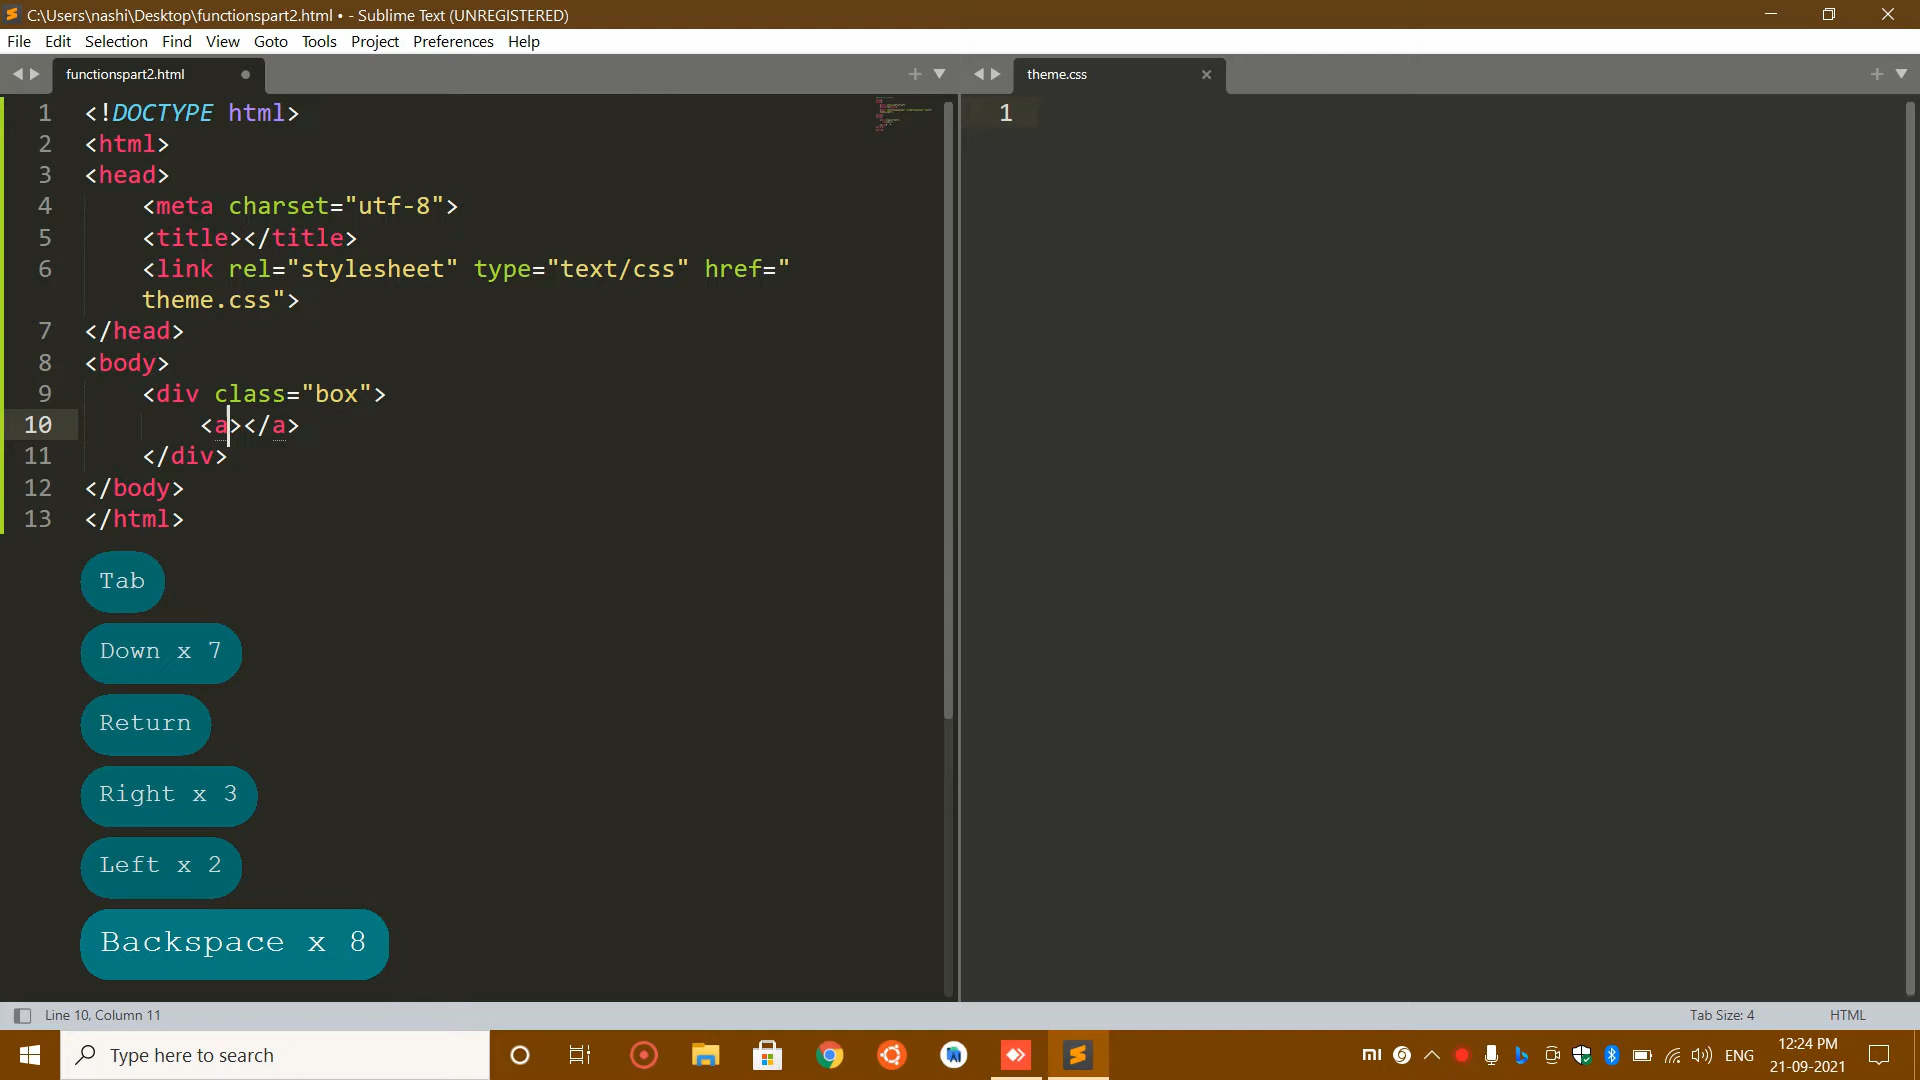 C:\Users\nashi\Desktop\functionspart2.html • - Sublime Text (UNREGISTERED)
File Edit Selection Find View Goto Tools Project Preferences Help
functionspart2.html
theme.css
1 <!DOCTYPE html>
2 <html>
3 <head>
4 <meta charset="utf-8">
5 <title></title>
6 <link rel="stylesheet" type="text/css" href="
theme.css">
7 </head>
8 <body>
9 <div class="box">
10 <a></a>
11 </div>
12 </body>
13 </html>
1
Tab
Down x 7
Return
Right x 3
Left x 2
Backspace x 8
Line 10, Column 11
Tab Size: 4
HTML
Type here to search
ENG
12:24 PM
21-09-2021